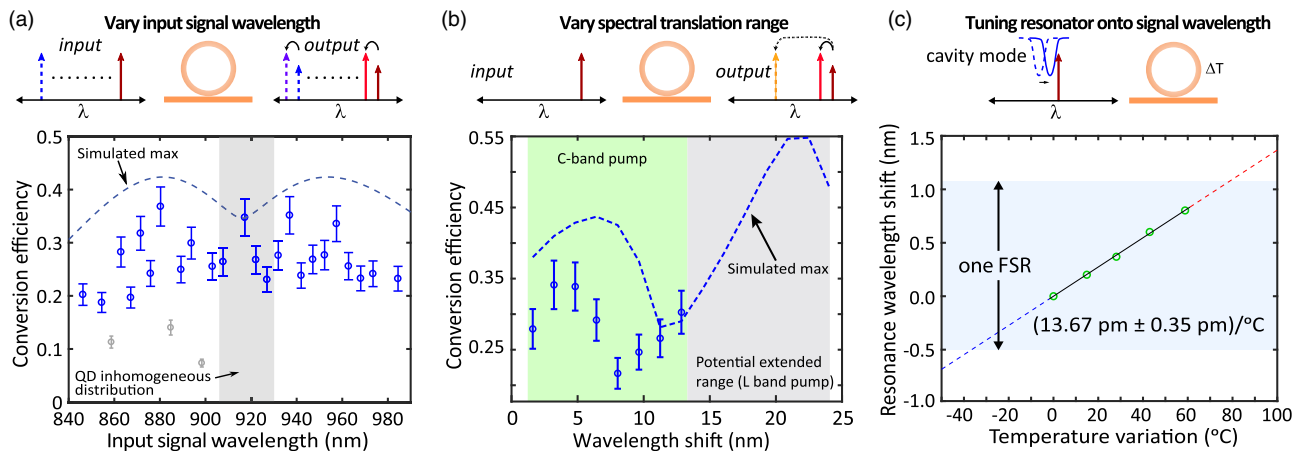 (a)
Vary input signal wavelength
input
output
λ
λ
Conversion efficiency
0.5
0.4
0.3
0.2
0.1
0
Simulated max
QD inhomogeneous
distribution
840
860
880
900
920
940
960
980
Input signal wavelength (nm)
(b)
Vary spectral translation range
input
output
λ
λ
Conversion efficiency
0.55
0.45
0.35
0.25
C-band pump
Simulated max
Potential extended
range (L band pump)
0
5
10
15
20
25
Wavelength shift (nm)
(c)
Tuning resonator onto signal wavelength
cavity mode
λ
ΔT
Resonance wavelength shift (nm)
1.5
1.0
0.5
0.0
-0.5
-1.0
one FSR
(13.67 pm ± 0.35 pm)/°C
-40
0
20
40
60
80
100
Temperature variation (°C)